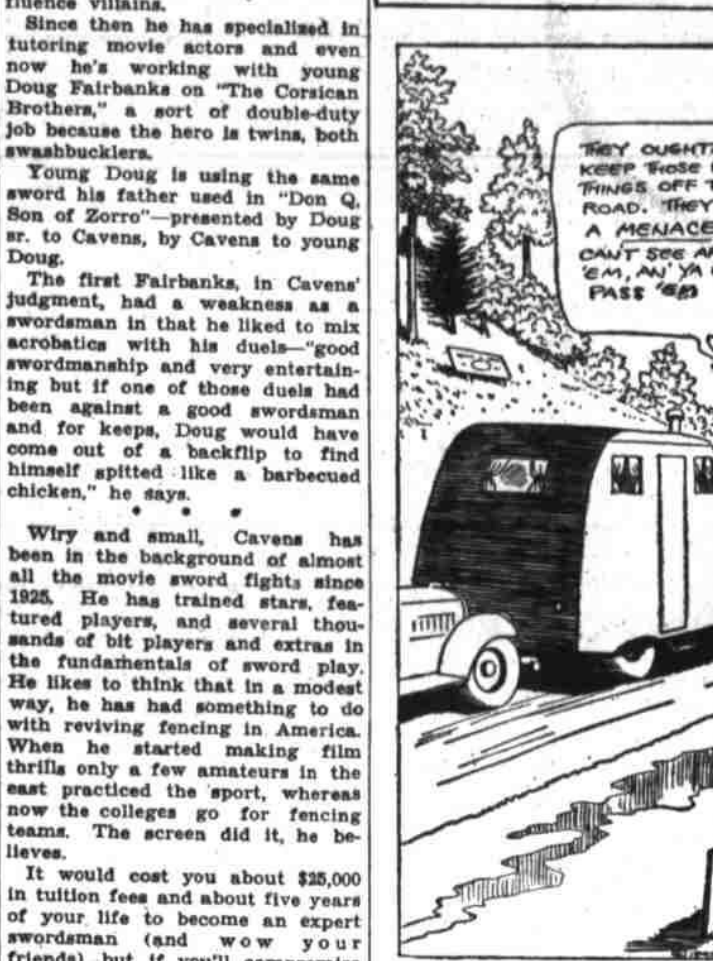 fluence villains.
Since then he has specialized in
tutoring movie actors and even
now he's working with young
Doug Fairbanks on "The Corsican
Brothers," a sort of double-duty
job because the hero is twins, both
swashbucklers.
Young Doug is using the same
sword his father used in "Don Q,
Son of Zorro"—presented by Doug
sr. to Cavens, by Cavens to young
Doug.
The first Fairbanks, in Cavens'
judgment, had a weakness as a
swordsman in that he liked to mix
acrobatics with his duels—"good
swordmanship and very entertain-
ing but if one of those duels had
been against a good swordsman
and for keeps, Doug would have
come out of a backflip to find
himself spitted like a barbecued
chicken," he says.
* * *
Wiry and small, Cavens has
been in the background of almost
all the movie sword fights since
1925. He has trained stars, fea-
tured players, and several thou-
sands of bit players and extras in
the fundamentals of sword play.
He likes to think that in a modest
way, he has had something to do
with reviving fencing in America.
When he started making film
thrills only a few amateurs in the
east practiced the sport, whereas
now the colleges go for fencing
teams. The screen did it, he be-
lieves.
It would cost you about $25,000
in tuition fees and about five years
of your life to become an expert
swordsman (and wow your
friends) but if you'll compromise
THEY OUGHT
KEEP THOSE
THINGS OFF
ROAD. THEY
A MENACE
CAN'T SEE
'EM, AN' YA
PASS 'EM